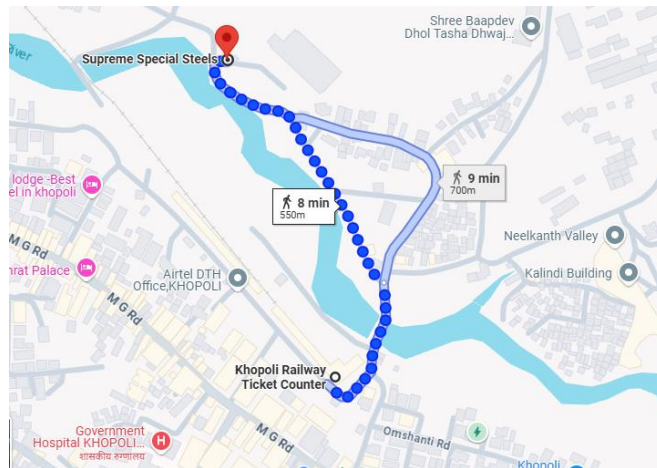 River
Shree Baapdev
Dhol Tasha Dhwaj...
Supreme Special Steels
9 min
700m
lodge -Best
el in khopoli
8 min
550m
Neelkanth Valley
M G Rd
Kalindi Building
nrat Palace
Airtel DTH
Office,KHOPOLI
M G Rd
Khopoli Railway
Ticket Counter
M G Rd
Omshanti Rd
Government
Hospital KHOPOLI...
शासकीय रुग्णालय
Khopoli